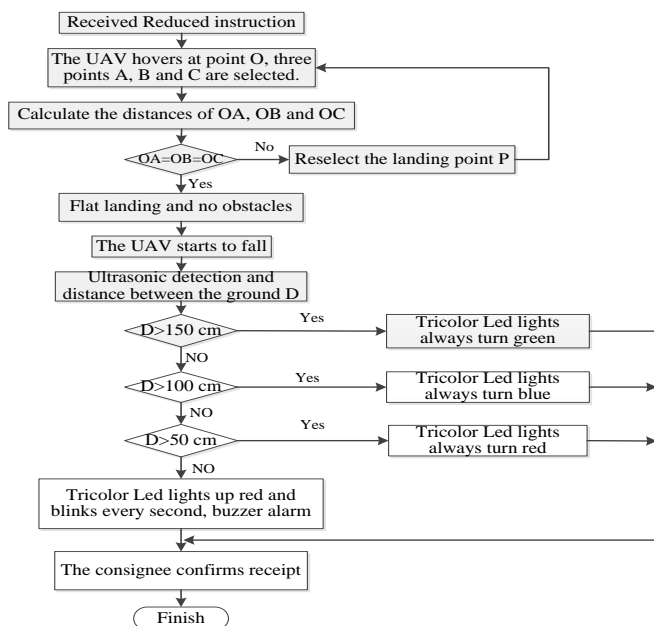 Received Reduced instruction
The UAV hovers at point O, three
points A, B and C are selected.
Calculate the distances of OA, OB and OC
OA=OB=OC
No
Reselect the landing point P
Yes
Flat landing and no obstacles
The UAV starts to fall
Ultrasonic detection and
distance between the ground D
D>150 cm
Yes
Tricolor Led lights
always turn green
NO
D>100 cm
Yes
Tricolor Led lights
always turn blue
NO
D>50 cm
Yes
Tricolor Led lights
always turn red
NO
Tricolor Led lights up red and
blinks every second, buzzer alarm
The consignee confirms receipt
Finish